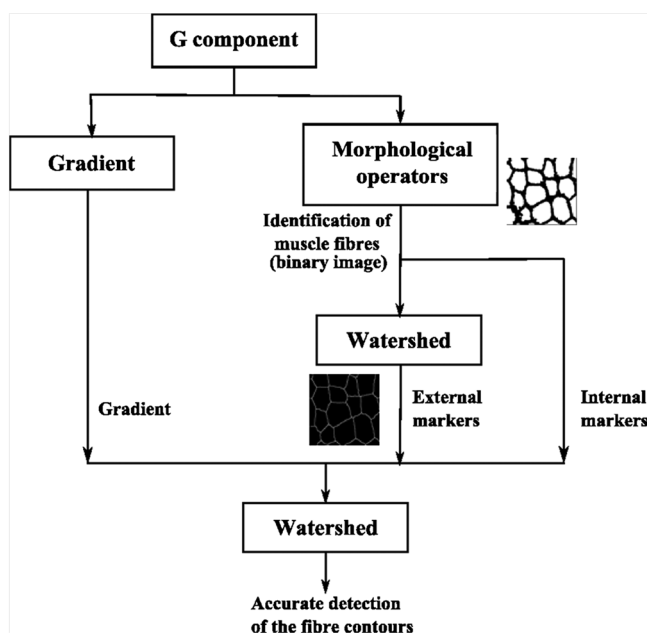 G component
Gradient
Morphological
operators
Identification of
muscle fibres
(binary image)
Watershed
Gradient
External
markers
Internal
markers
Watershed
Accurate detection
of the fibre contours